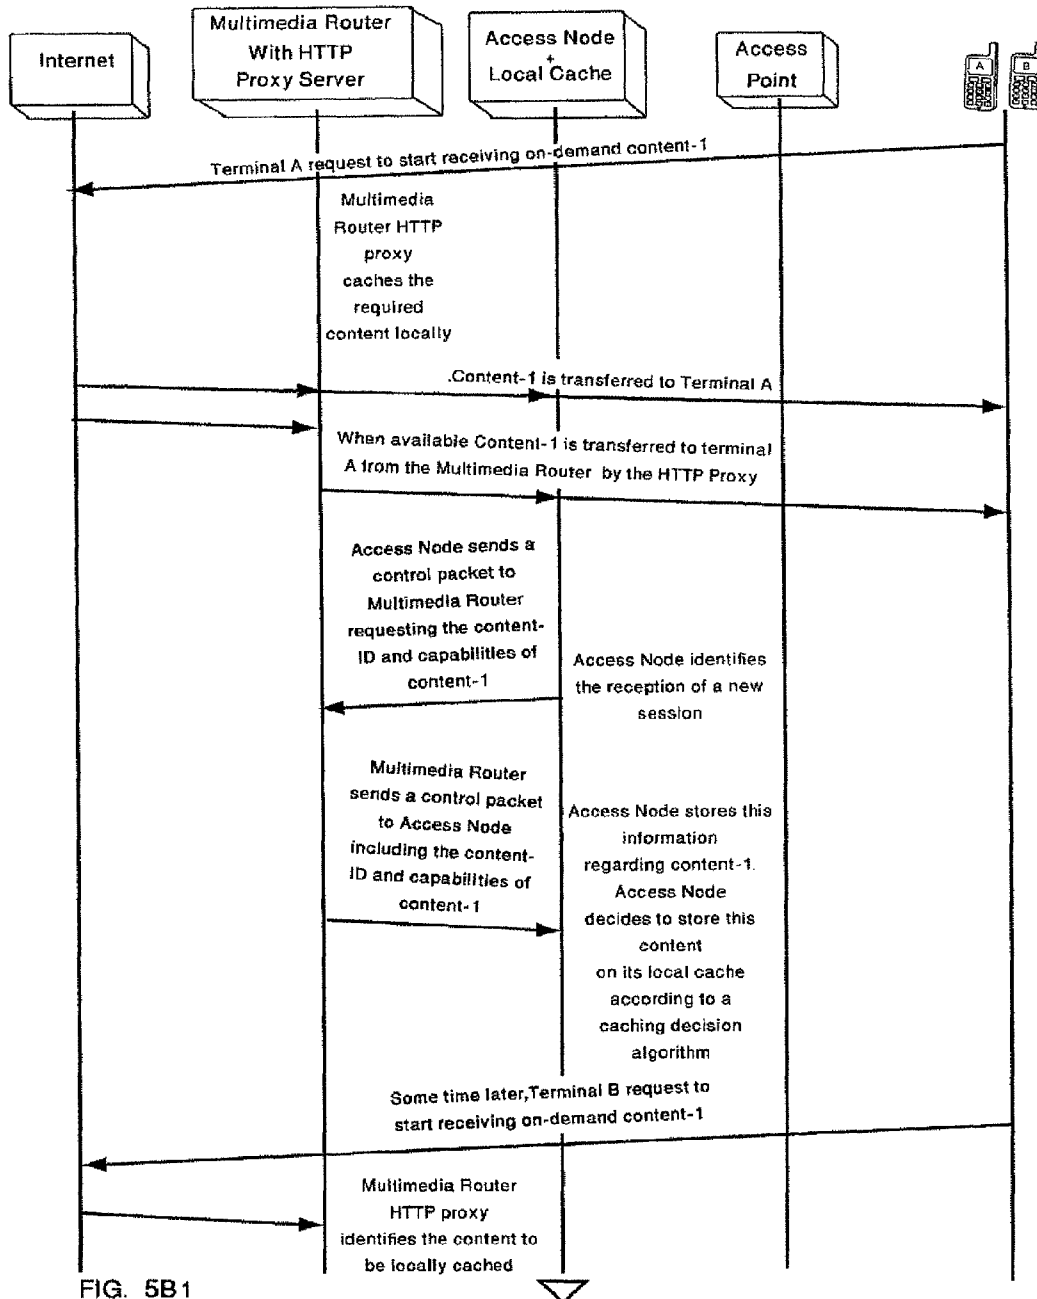 Internet
Multimedia Router
With HTTP
Proxy Server
Access Node
+
Local Cache
Access
Point
A
B
Terminal A request to start receiving on-demand content-1
Multimedia
Router HTTP
proxy
caches the
required
content locally
.Content-1 is transferred to Terminal A
When available Content-1 is transferred to terminal
A from the Multimedia Router by the HTTP Proxy
Access Node sends a
control packet to
Multimedia Router
requesting the content-
ID and capabilities of
content-1
Access Node identifies
the reception of a new
session
Multimedia Router
sends a control packet
to Access Node
including the content-
ID and capabilities of
content-1
Access Node stores this
information
regarding content-1.
Access Node
decides to store this
content
on its local cache
according to a
caching decision
algorithm
Some time later,Terminal B request to
start receiving on-demand content-1
Multimedia Router
HTTP proxy
identifies the content to
be locally cached
FIG. 5B1